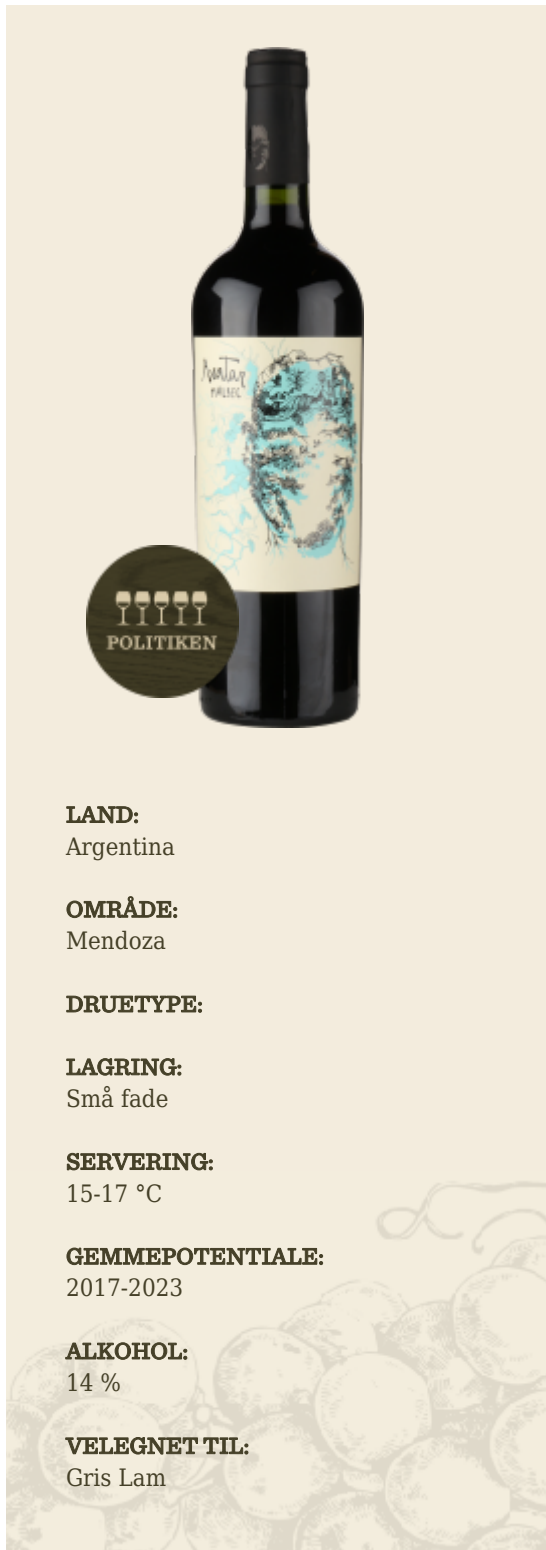 Avatar
MALBEC
POLITIKEN
LAND:
Argentina
OMRÅDE:
Mendoza
DRUETYPE:
LAGRING:
Små fade
SERVERING:
15-17 °C
GEMMEPOTENTIALE:
2017-2023
ALKOHOL:
14 %
VELEGNET TIL:
Gris Lam